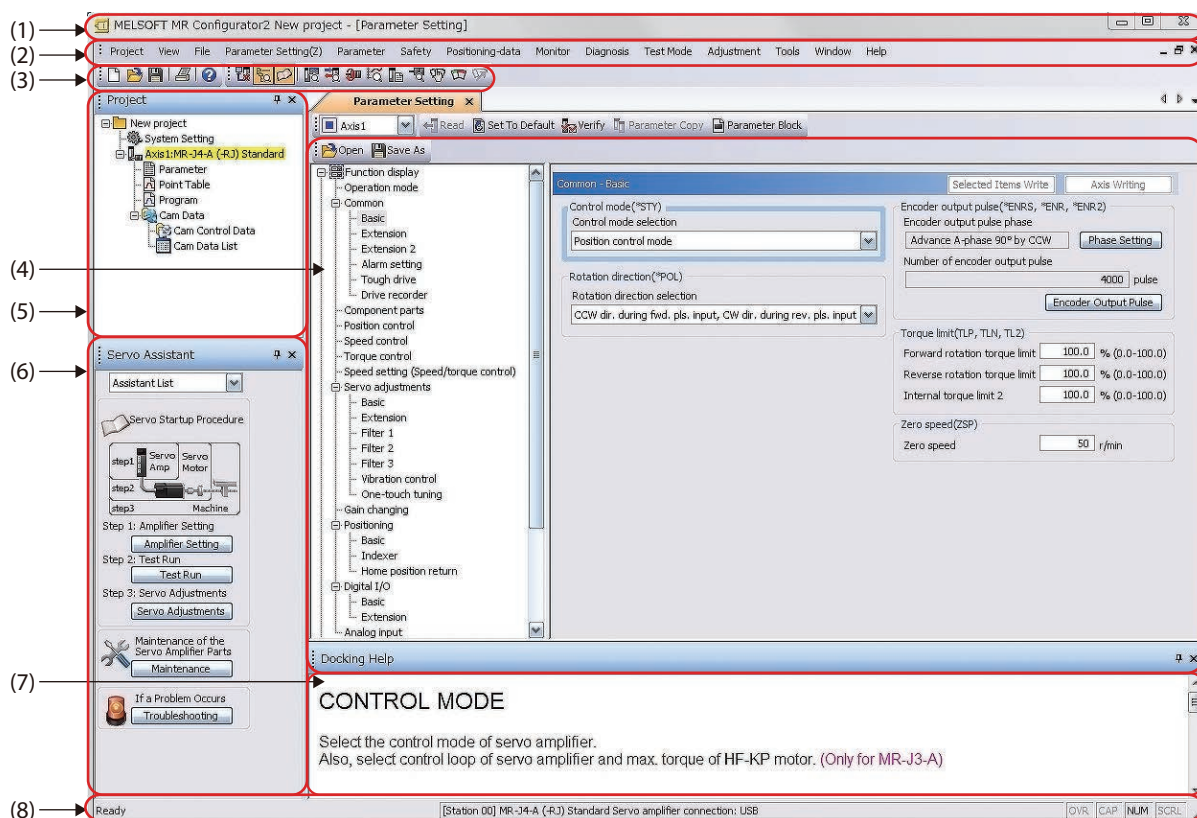 MELSOFT MR Configurator2 New project - [Parameter Setting]
(1)
Project View File Parameter Setting(Z) Parameter Safety Positioning-data Monitor Diagnosis Test Mode Adjustment Tools Window Help
(2)
(3)
Project
New project
System Setting
Axis1:MR-J4-A (-RJ) Standard
Parameter
Point Table
Program
Cam Data
Cam Control Data
Cam Data List
(4)
(5)
Parameter Setting
Axis1 Read Set To Default Verify Parameter Copy Parameter Block
Open Save As
Function display
Operation mode
Common
Basic
Extension
Extension 2
Alarm setting
Tough drive
Drive recorder
Component parts
Position control
Speed control
Torque control
Speed setting (Speed/torque control)
Servo adjustments
Basic
Extension
Filter 1
Filter 2
Filter 3
Vibration control
One-touch tuning
Gain changing
Positioning
Basic
Indexer
Home position return
Digital I/O
Basic
Extension
Analog input
Common - Basic
Selected Items Write Axis Writing
Control mode(*STY)
Control mode selection
Position control mode
Rotation direction(*POL)
Rotation direction selection
CCW dir. during fwd. pls. input, CW dir. during rev. pls. input
Encoder output pulse(*ENRS, *ENR, *ENR2)
Encoder output pulse phase
Advance A-phase 90° by CCW Phase Setting
Number of encoder output pulse
4000 pulse
Encoder Output Pulse
Torque limit(TLP, TLN, TL2)
Forward rotation torque limit 100.0 % (0.0-100.0)
Reverse rotation torque limit 100.0 % (0.0-100.0)
Internal torque limit 2 100.0 % (0.0-100.0)
Zero speed(ZSP)
Zero speed 50 r/min
(6)
Servo Assistant
Assistant List
Servo Startup Procedure
step1 Servo Amp Servo Motor
step2
step3 Machine
Step 1: Amplifier Setting
Amplifier Setting
Step 2: Test Run
Test Run
Step 3: Servo Adjustments
Servo Adjustments
Maintenance of the
Servo Amplifier Parts
Maintenance
If a Problem Occurs
Troubleshooting
(7)
Docking Help
CONTROL MODE
Select the control mode of servo amplifier.
Also, select control loop of servo amplifier and max. torque of HF-KP motor. (Only for MR-J3-A)
(8)
Ready [Station 00] MR-J4-A (-RJ) Standard Servo amplifier connection: USB OVR CAP NUM SCRL